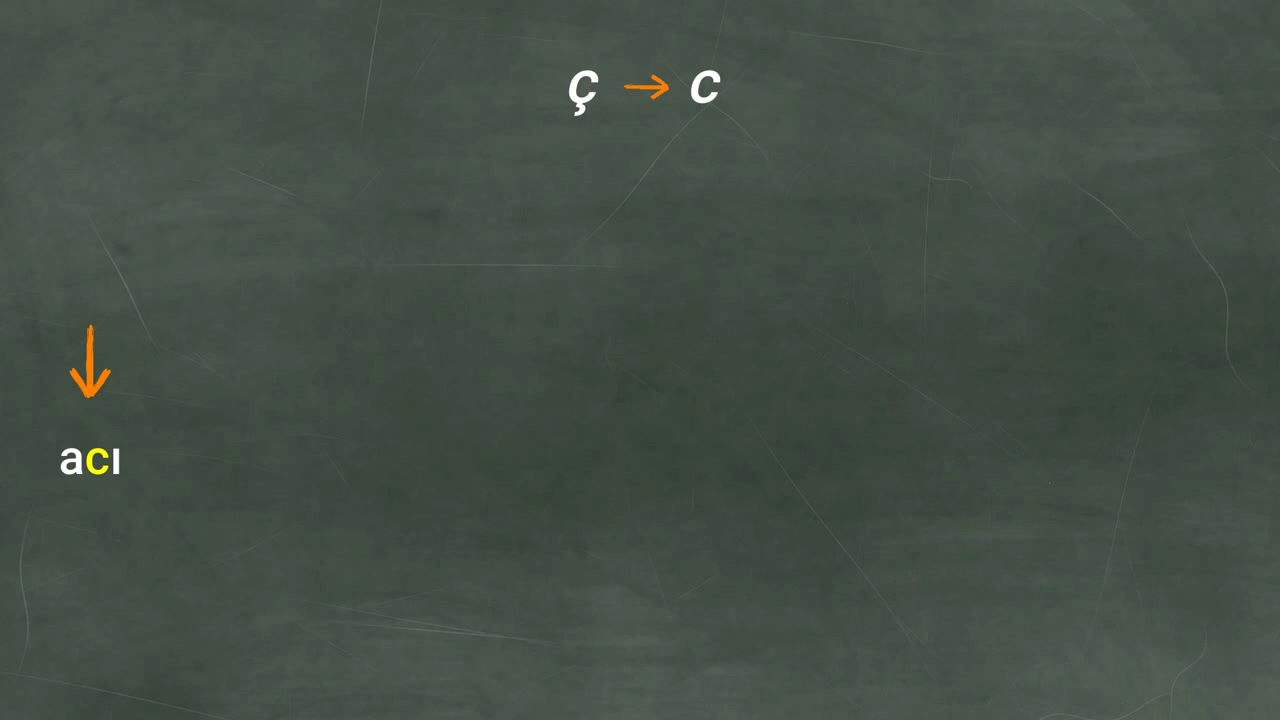 Ç → C
acı